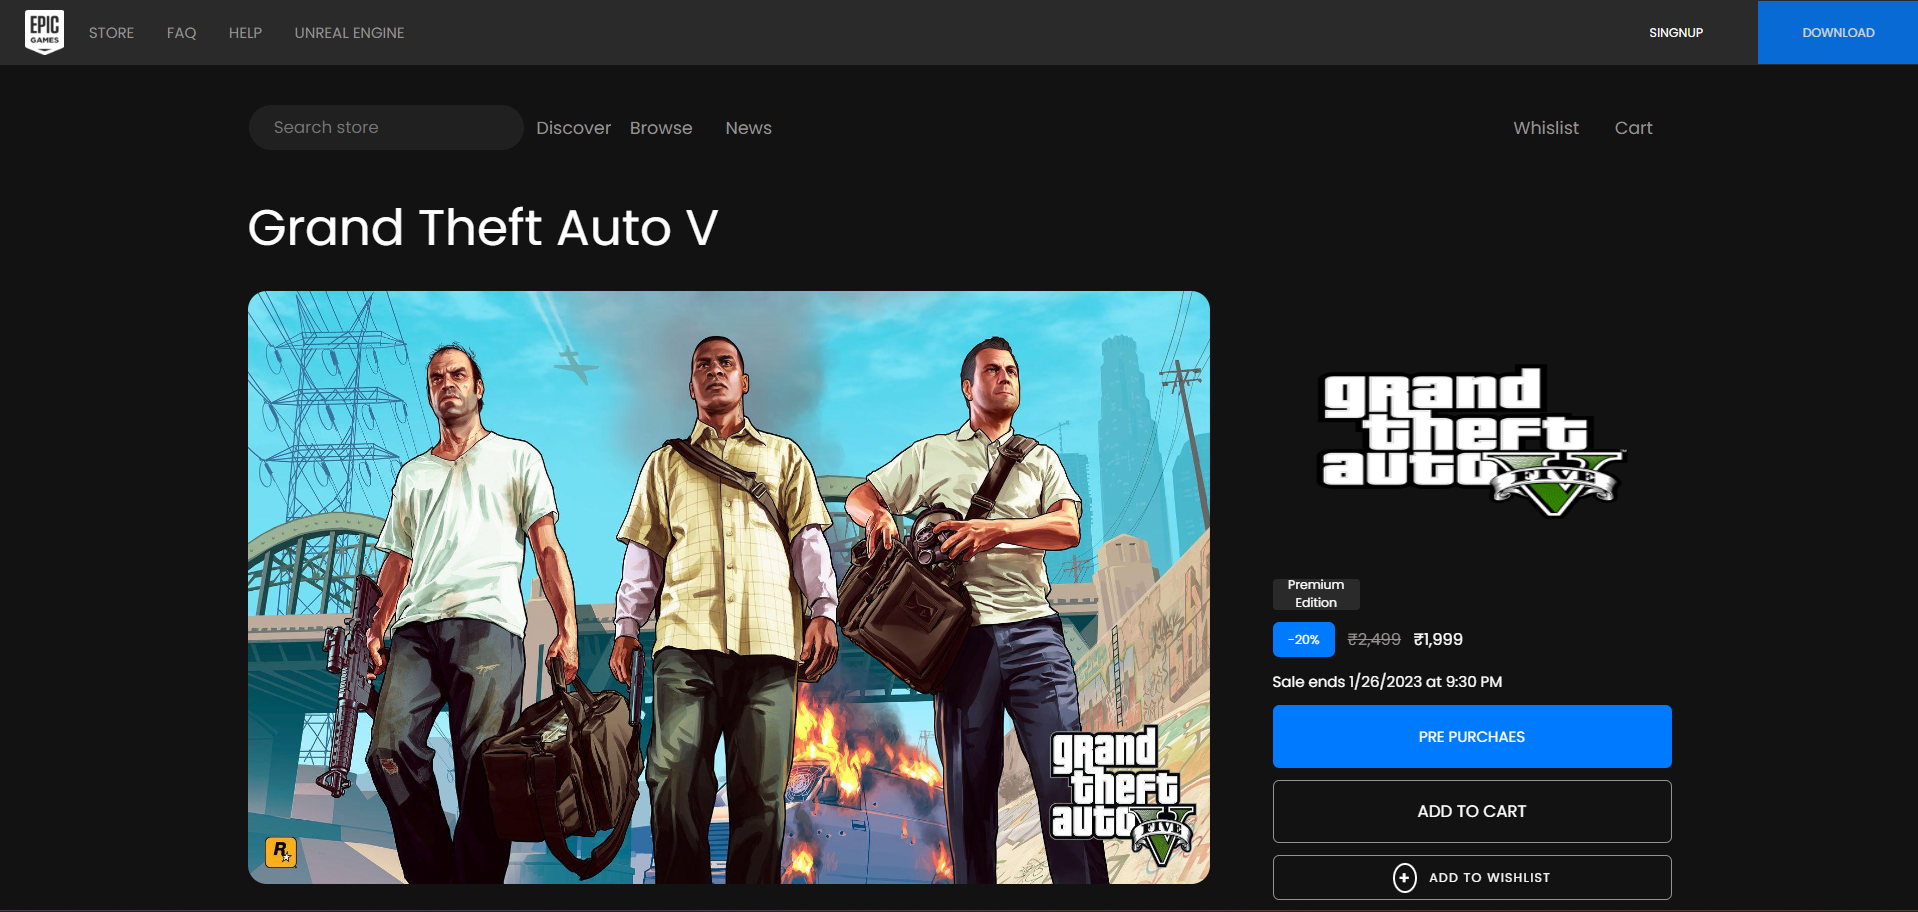 EPIC
GAMES
STORE FAQ HELP UNREAL ENGINE SINGNUP DOWNLOAD
Search store Discover Browse News Whislist Cart
Grand Theft Auto V
grand
theft
auto V
FIVE
R
grand
theft
auto V
FIVE
™
Premium
Edition
-20% ₹2,499 ₹1,999
Sale ends 1/26/2023 at 9:30 PM
PRE PURCHAES
ADD TO CART
ADD TO WISHLIST